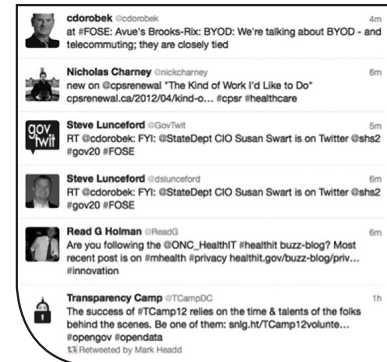 cdorobek @cdorobek 4m
at #FOSE: Avue's Brooks-Rix: BYOD: We're talking about BYOD - and
telecommuting; they are closely tied
Nicholas Charney @nickcharney 6m
new on @cpsrenewal "The Kind of Work I'd Like to Do"
cpsrenewal.ca/2012/04/kind-o... #cpsr #healthcare
gov
twit
Steve Lunceford @GovTwit 5m
RT @cdorobek: FYI: @StateDept CIO Susan Swart is on Twitter @shs2
#gov20 #FOSE
Steve Lunceford @dslunceford 6m
RT @cdorobek: FYI: @StateDept CIO Susan Swart is on Twitter @shs2
#gov20 #FOSE
Read G Holman @ReadG 6m
Are you following the @ONC_HealthIT #healthit buzz-blog? Most
recent post is on #mhealth #privacy healthit.gov/buzz-blog/priv...
#innovation
Transparency Camp @TCampDC 1h
The success of #TCamp12 relies on the time & talents of the folks
behind the scenes. Be one of them: snlg.ht/TCamp12volunte...
#opengov #opendata
Retweeted by Mark Headd